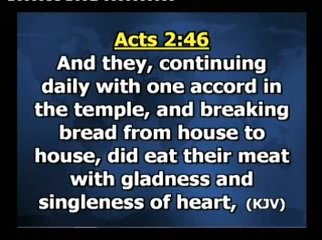 Acts 2:46
And they, continuing
daily with one accord in
the temple, and breaking
bread from house to
house, did eat their meat
with gladness and
singleness of heart, (KJV)